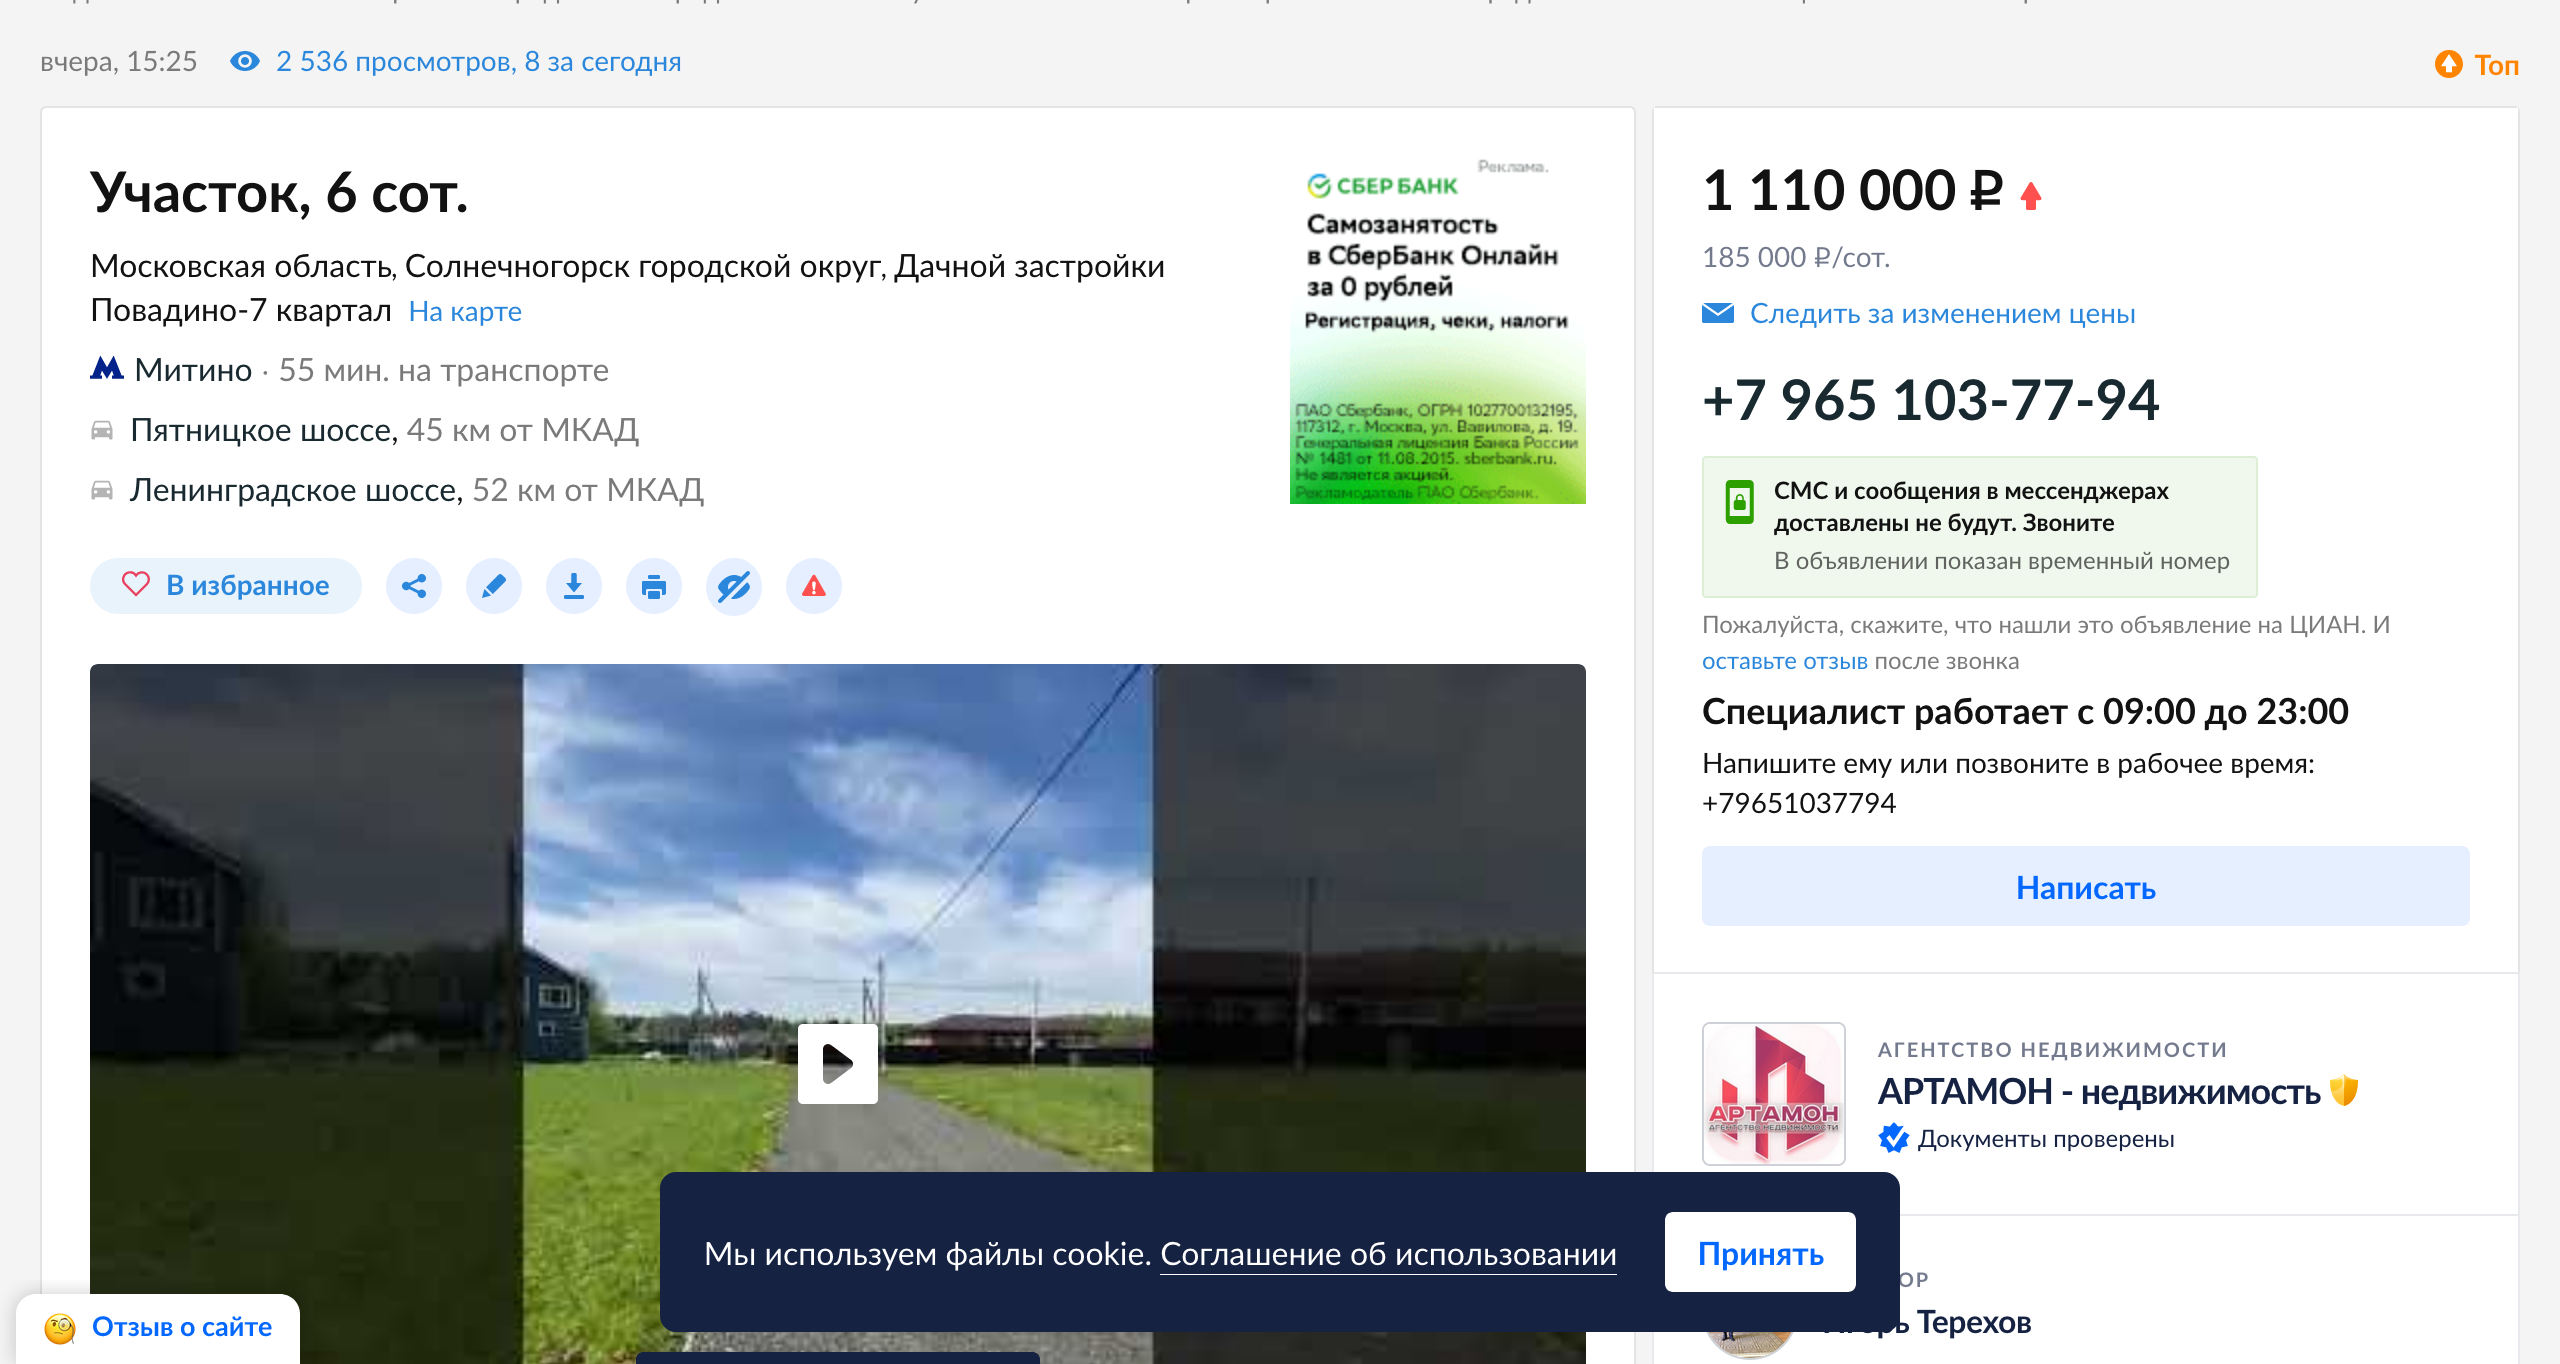 вчера, 15:25
2 536 просмотров, 8 за сегодня
Топ
Участок, 6 сот.
Московская область, Солнечногорск городской округ, Дачной застройки
Повадино-7 квартал На карте
Митино · 55 мин. на транспорте
Пятницкое шоссе, 45 км от МКАД
Ленинградское шоссе, 52 км от МКАД
В избранное
Реклама.
СБЕР БАНК
Самозанятость
в СберБанк Онлайн
за 0 рублей
Регистрация, чеки, налоги
ПАО Сбербанк, ОГРН 1027700132195,
117312, г. Москва, ул. Вавилова, д. 19.
Генеральная лицензия Банка России
№ 1481 от 11.08.2015. sberbank.ru.
Не является акцией.
Рекламодатель ПАО Сбербанк.
1 110 000 ₽
185 000 ₽/сот.
Следить за изменением цены
+7 965 103-77-94
СМС и сообщения в мессенджерах
доставлены не будут. Звоните
В объявлении показан временный номер
Пожалуйста, скажите, что нашли это объявление на ЦИАН. И
оставьте отзыв после звонка
Специалист работает с 09:00 до 23:00
Напишите ему или позвоните в рабочее время:
+79651037794
Написать
АРТАМОН
АГЕНТСТВО НЕДВИЖИМОСТИ
АГЕНТСТВО НЕДВИЖИМОСТИ
АРТАМОН - недвижимость
Документы проверены
Мы используем файлы cookie. Соглашение об использовании
Принять
ОР
Терехов
Отзыв о сайте